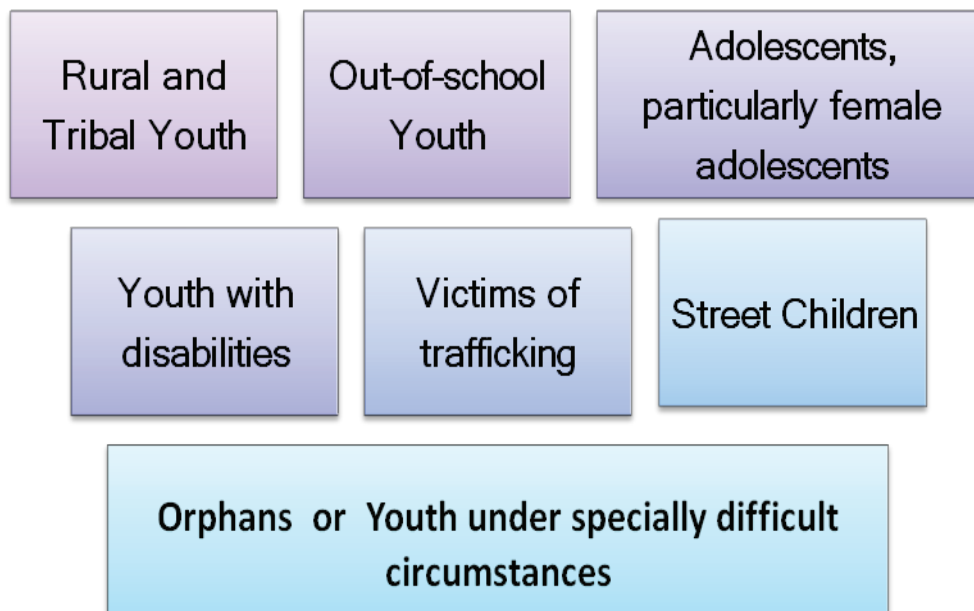 Rural and
Tribal Youth
Out-of-school
Youth
Adolescents,
particularly female
adolescents
Youth with
disabilities
Victims of
trafficking
Street Children
Orphans or Youth under specially difficult
circumstances